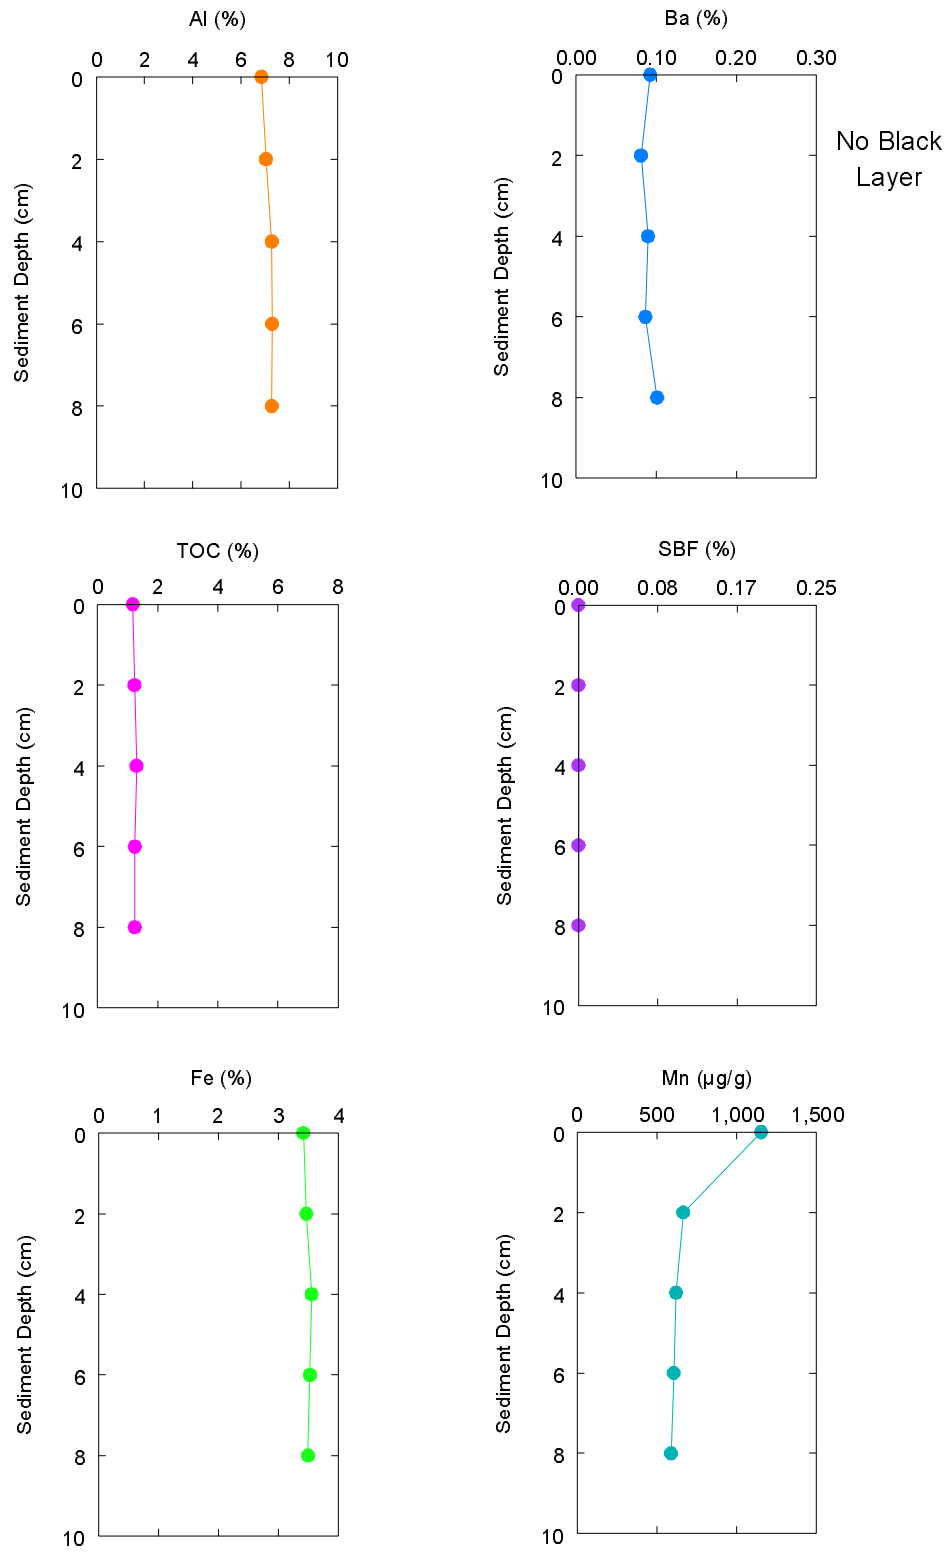 Al (%)
0 2 4 6 8 10
0
2
4
6
8
10
Sediment Depth (cm)
Ba (%)
0.00 0.10 0.20 0.30
0
2
4
6
8
10
Sediment Depth (cm)
No Black
Layer
TOC (%)
0 2 4 6 8
0
2
4
6
8
10
Sediment Depth (cm)
SBF (%)
0.00 0.08 0.17 0.25
0
2
4
6
8
10
Sediment Depth (cm)
Fe (%)
0 1 2 3 4
0
2
4
6
8
10
Sediment Depth (cm)
Mn (µg/g)
0 500 1,000 1,500
0
2
4
6
8
10
Sediment Depth (cm)